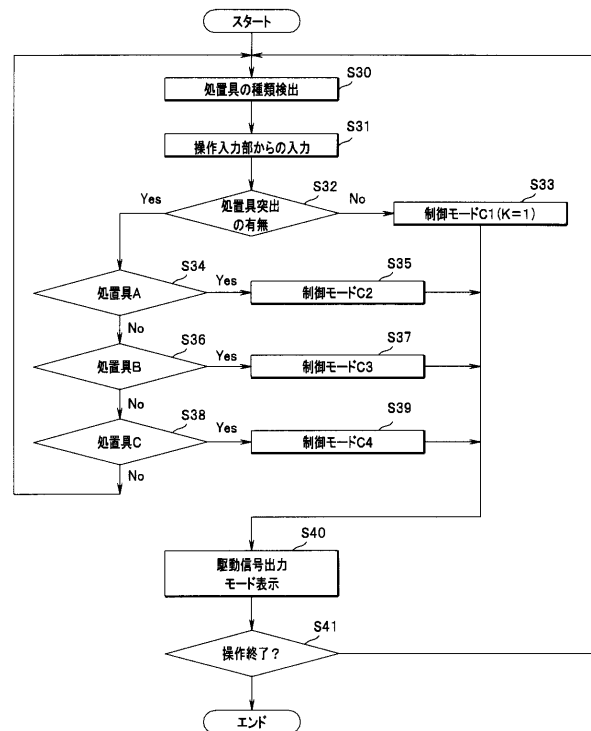 スタート
S30
処置具の種類検出
S31
操作入力部からの入力
S32
処置具突出
の有無
Yes
No
S33
制御モードC1(K=1)
S34
処置具A
Yes
No
S35
制御モードC2
S36
処置具B
Yes
No
S37
制御モードC3
S38
処置具C
Yes
No
S39
制御モードC4
S40
駆動信号出力
モード表示
S41
操作終了?
エンド